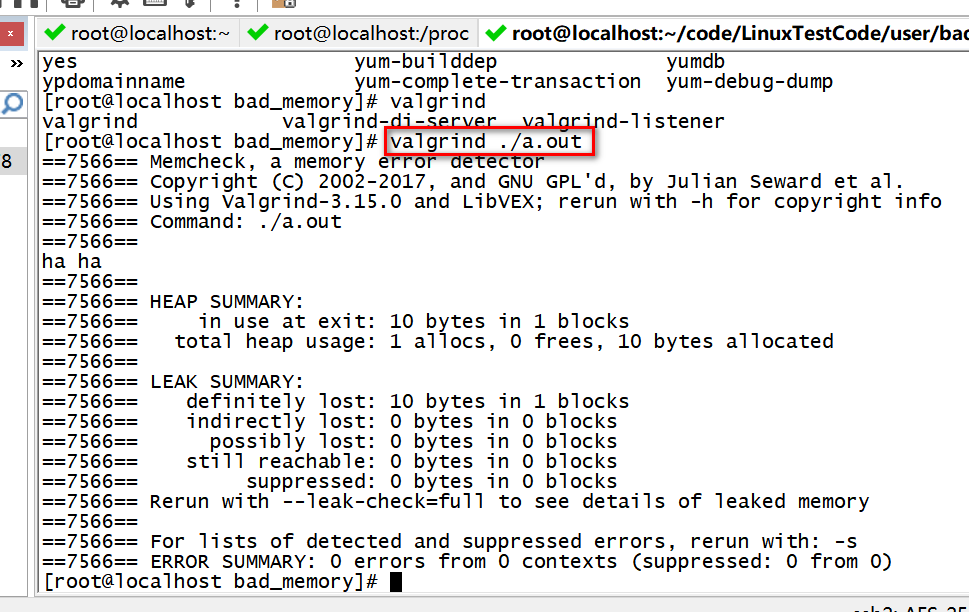 root@localhost:~ root@localhost:/proc root@localhost:~/code/LinuxTestCode/user/bad
»
yes yum-builddep yumdb
ypdomainname yum-complete-transaction yum-debug-dump
[root@localhost bad_memory]# valgrind
valgrind valgrind-di-server valgrind-listener
[root@localhost bad_memory]# valgrind ./a.out
8
==7566== Memcheck, a memory error detector
==7566== Copyright (C) 2002-2017, and GNU GPL'd, by Julian Seward et al.
==7566== Using Valgrind-3.15.0 and LibVEX; rerun with -h for copyright info
==7566== Command: ./a.out
==7566==
ha ha
==7566==
==7566== HEAP SUMMARY:
==7566== in use at exit: 10 bytes in 1 blocks
==7566== total heap usage: 1 allocs, 0 frees, 10 bytes allocated
==7566==
==7566== LEAK SUMMARY:
==7566== definitely lost: 10 bytes in 1 blocks
==7566== indirectly lost: 0 bytes in 0 blocks
==7566== possibly lost: 0 bytes in 0 blocks
==7566== still reachable: 0 bytes in 0 blocks
==7566== suppressed: 0 bytes in 0 blocks
==7566== Rerun with --leak-check=full to see details of leaked memory
==7566==
==7566== For lists of detected and suppressed errors, rerun with: -s
==7566== ERROR SUMMARY: 0 errors from 0 contexts (suppressed: 0 from 0)
[root@localhost bad_memory]#